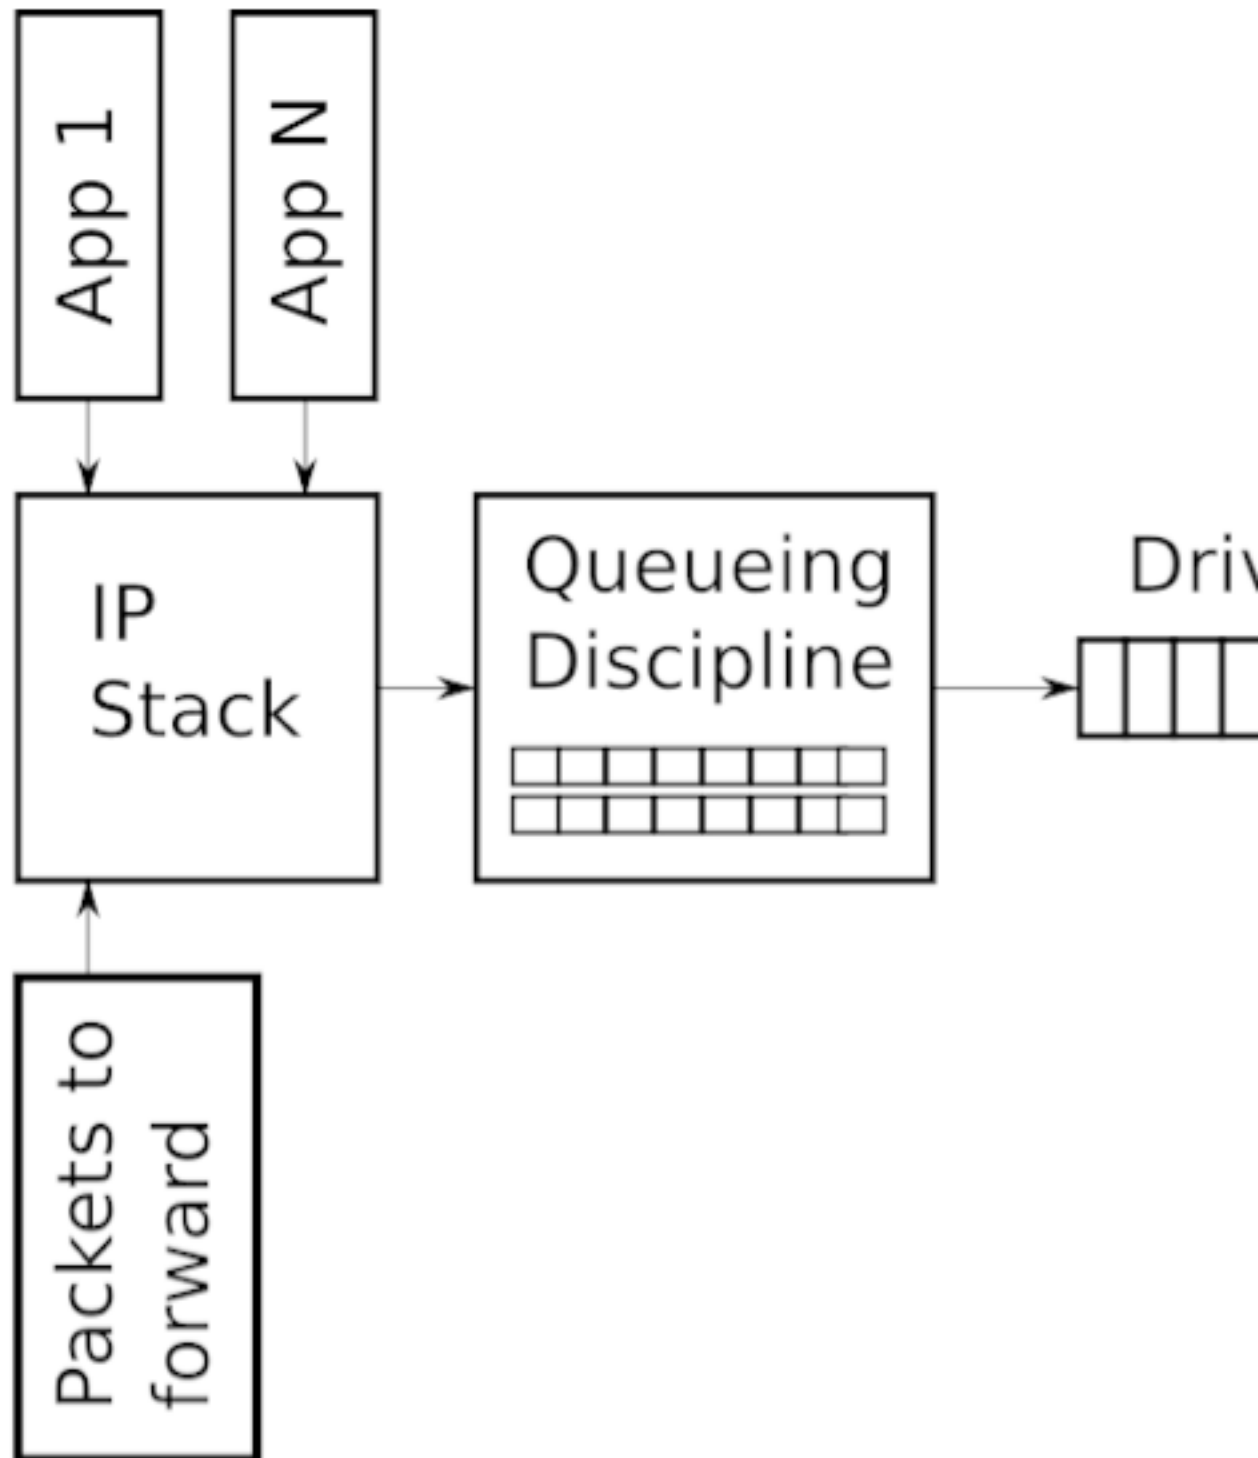 App 1
App N
IP
Stack
Queueing
Discipline
Packets to
forward